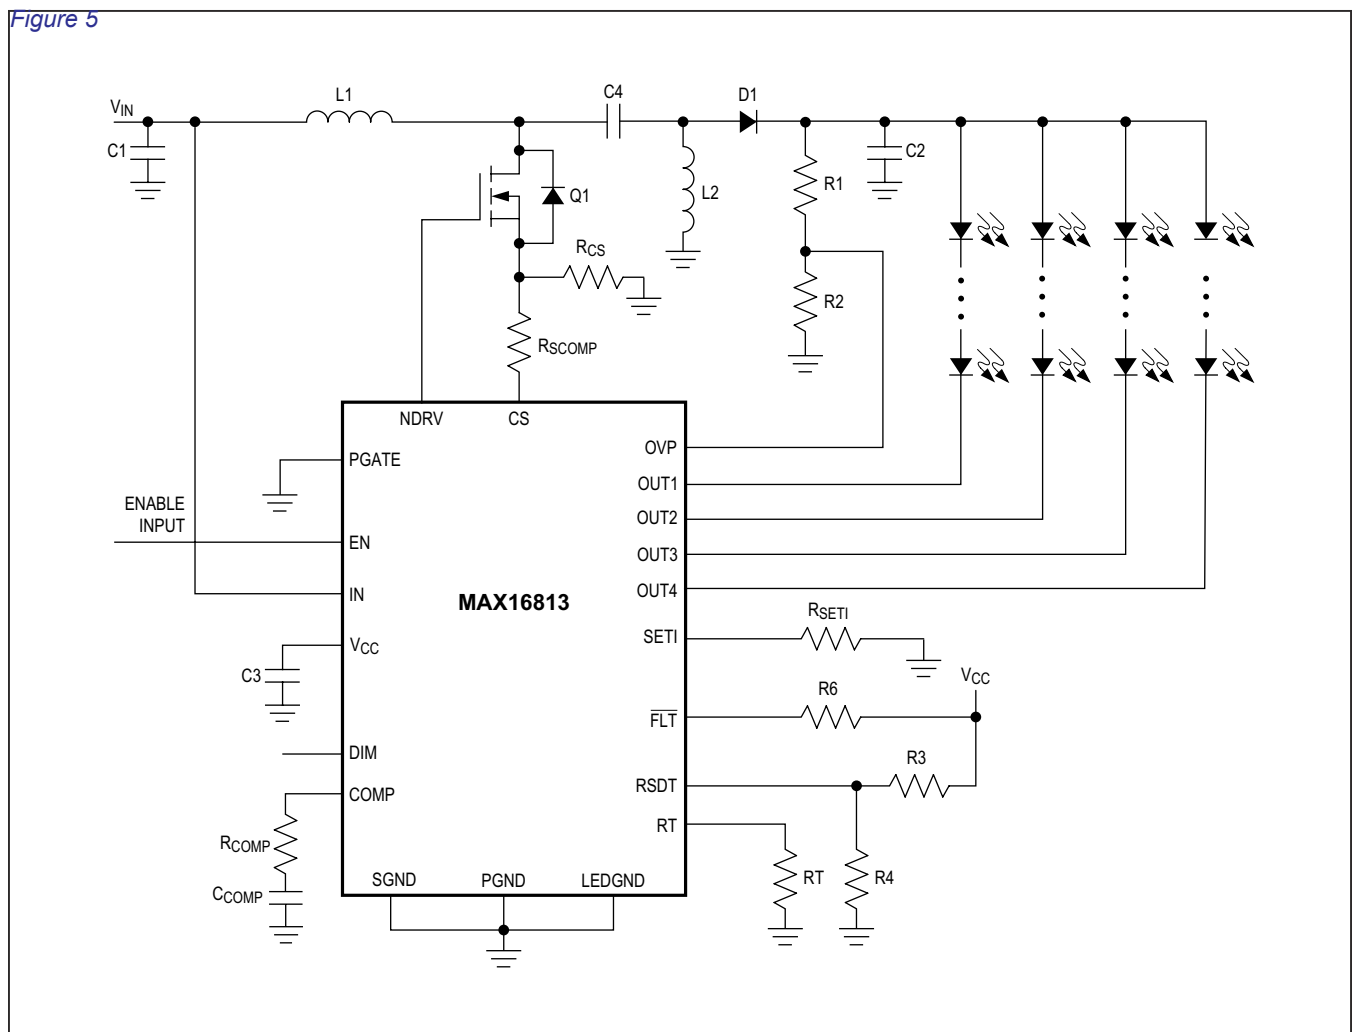 Figure 5
VIN
L1
C4
D1
C1
C2
R1
Q1
L2
RCS
R2
RSCOMP
NDRV
CS
PGATE
OVP
OUT1
ENABLE
INPUT
OUT2
EN
OUT3
IN
OUT4
MAX16813
RSETI
SETI
VCC
VCC
C3
R6
FLT
DIM
R3
RSDT
COMP
RT
RCOMP
RT
R4
SGND
PGND
LEDGND
CCOMP